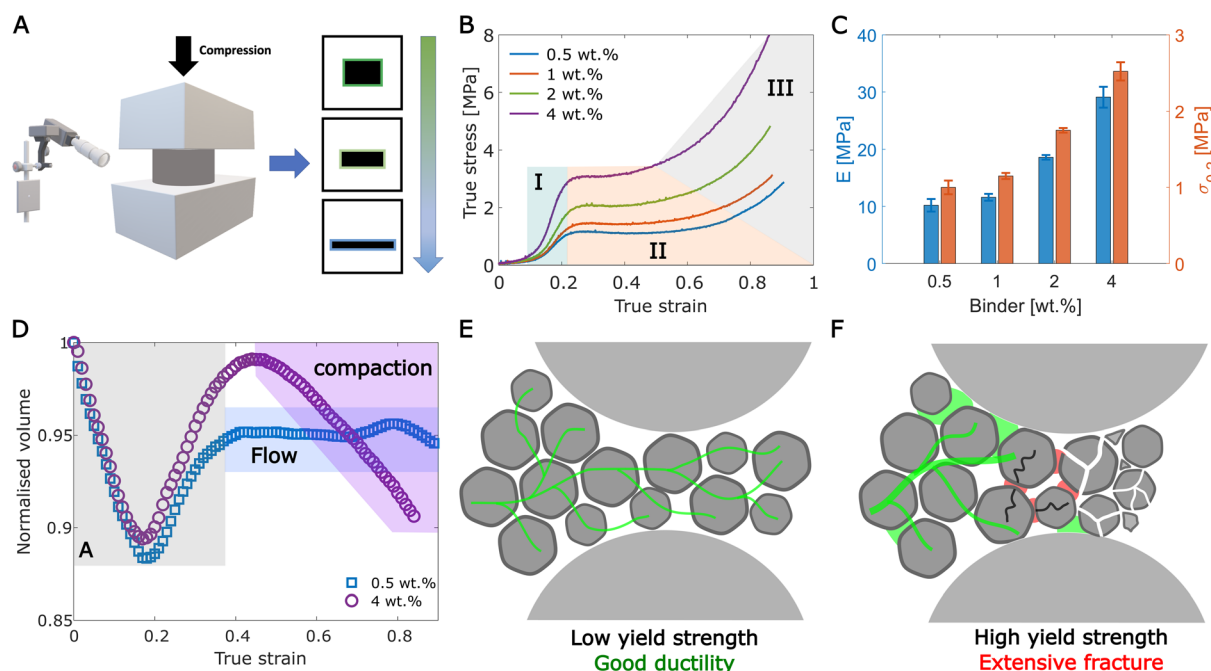 A
Compression
B
True stress [MPa]
8
6
4
2
0
0.5 wt.%
1 wt.%
2 wt.%
4 wt.%
I
II
III
0 0.2 0.4 0.6 0.8 1
True strain
C
E [MPa]
40
30
20
10
0
3
2
1
0
σ0.2 [MPa]
0.5 1 2 4
Binder [wt.%]
D
Normalised volume
1
0.95
0.9
0.85
compaction
Flow
A
0.5 wt.%
4 wt.%
0 0.2 0.4 0.6 0.8
True strain
E
Low yield strength
Good ductility
F
High yield strength
Extensive fracture